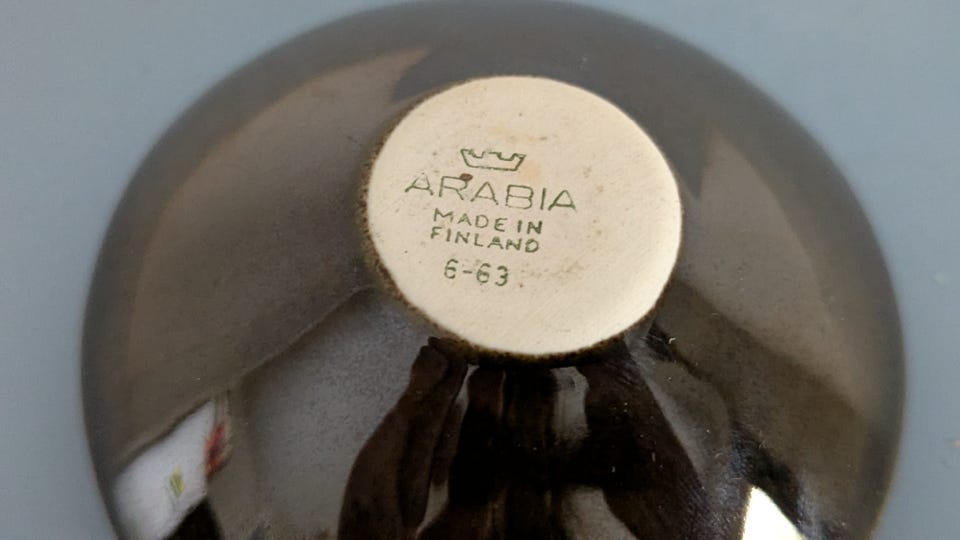 ARABIA
MADE IN
FINLAND
6-63